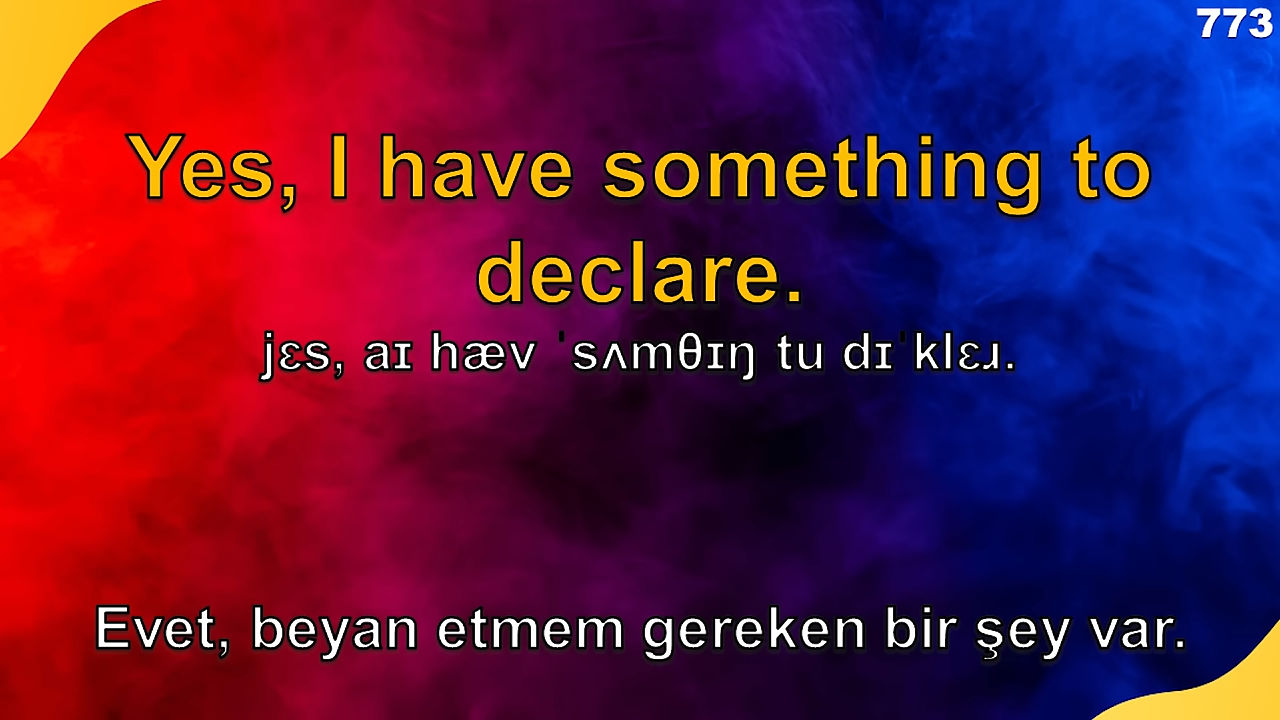 773
Yes, I have something to
declare.
jɛs, aɪ hæv ˈsʌmθɪŋ tu dɪˈklɛɹ.
Evet, beyan etmem gereken bir şey var.